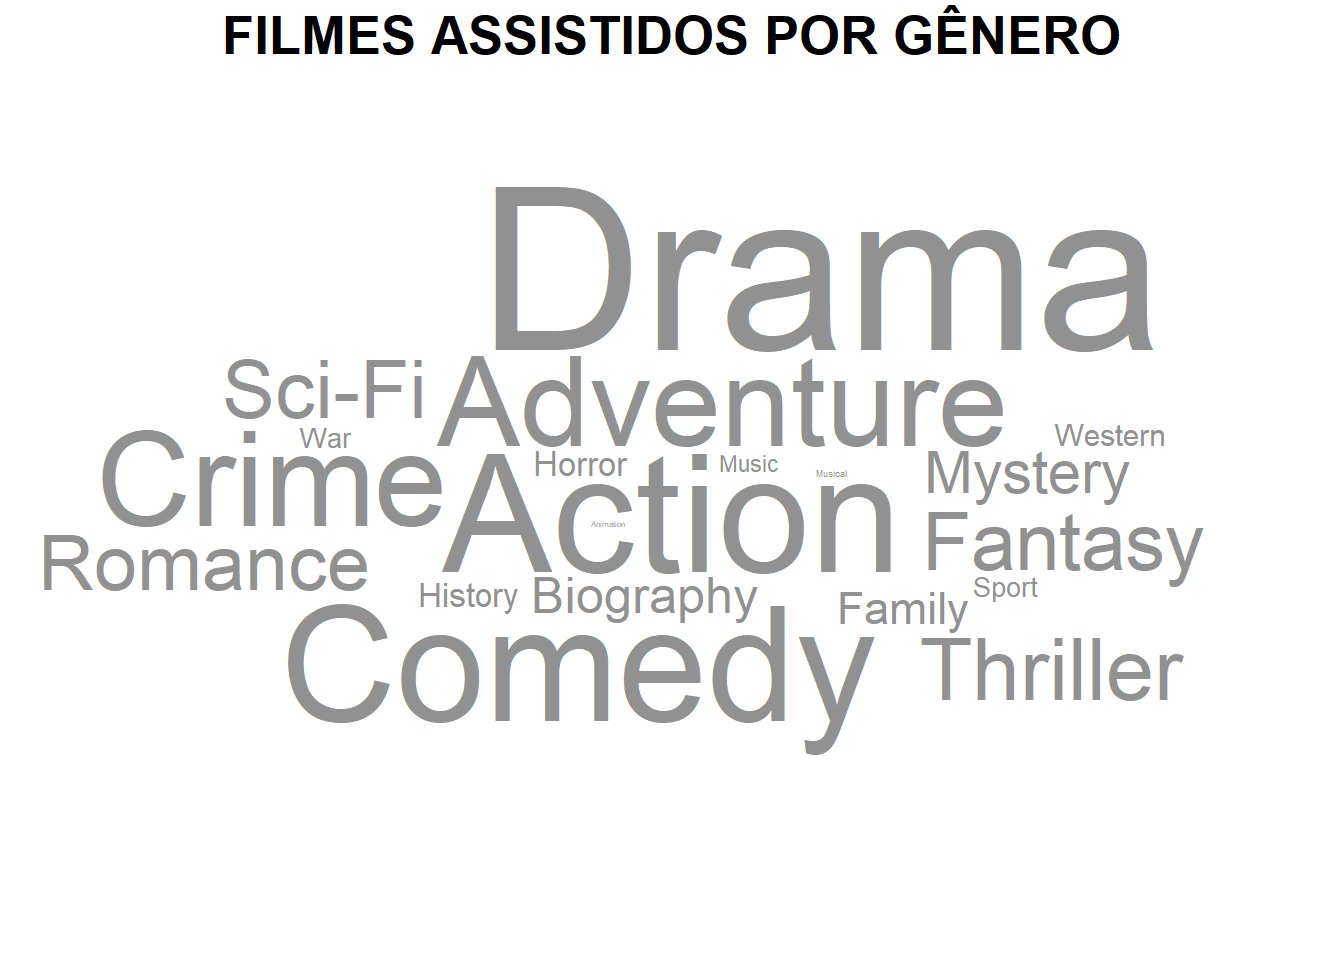 FILMES ASSISTIDOS POR GÊNERO
Drama
Sci-Fi
Adventure
War
Western
Crime
Horror
Music
Musical
Mystery
Action
Animation
Fantasy
Romance
History
Biography
Family
Sport
Comedy
Thriller